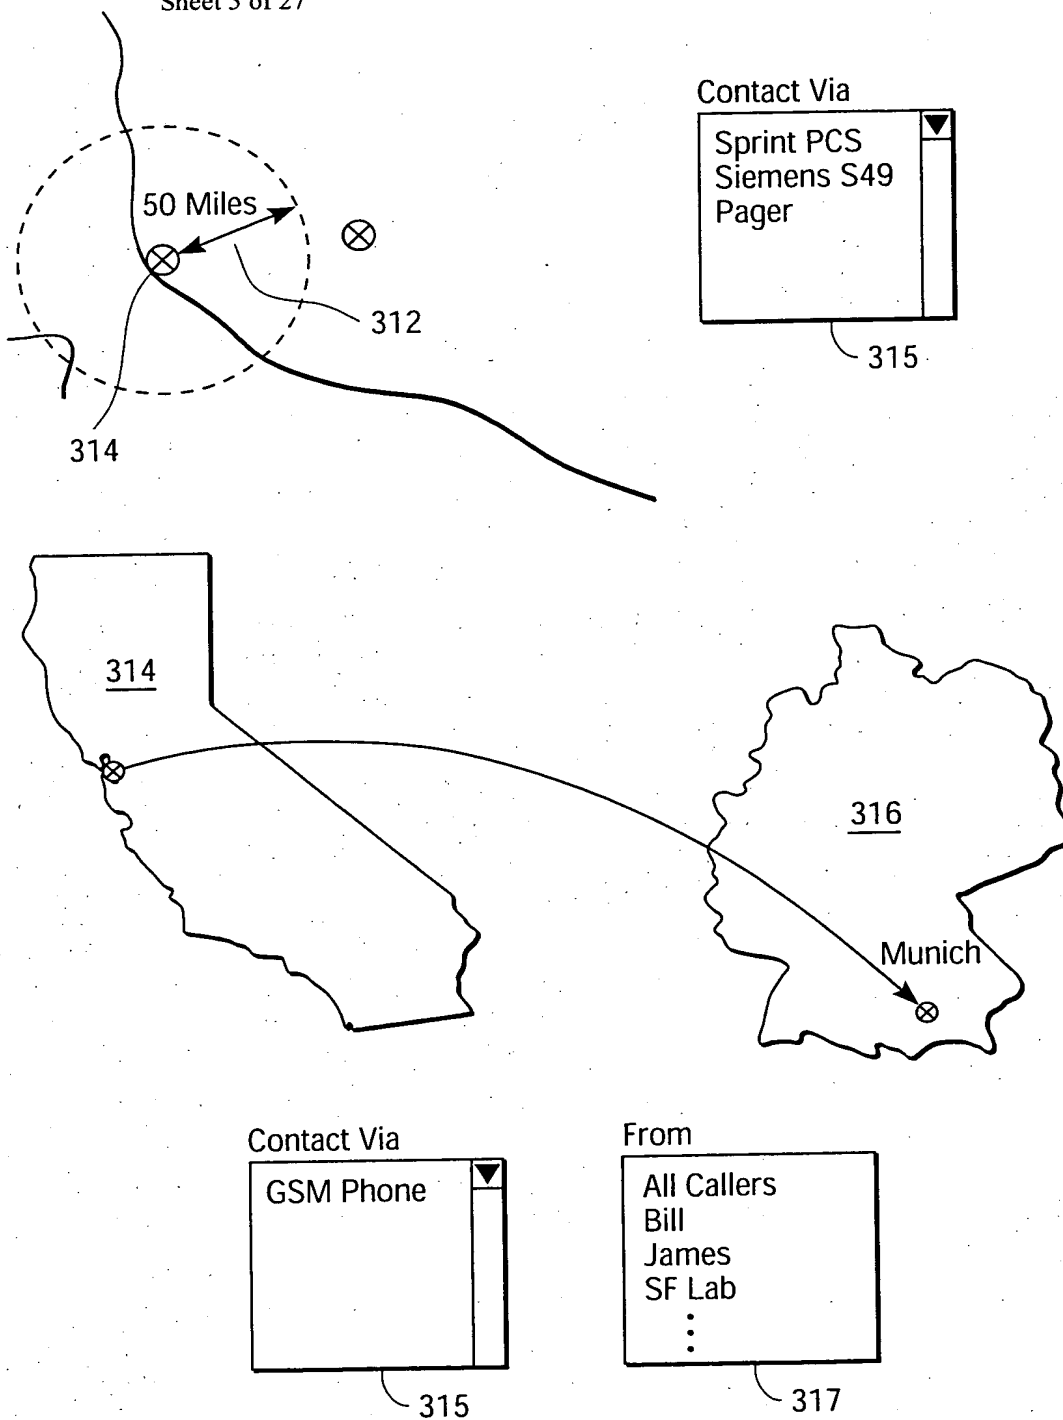 Sheet 5 of 27
Contact Via
Sprint PCS
Siemens S49
Pager
315
50 Miles
312
314
314
316
Munich
Contact Via
GSM Phone
315
From
All Callers
Bill
James
SF Lab
317